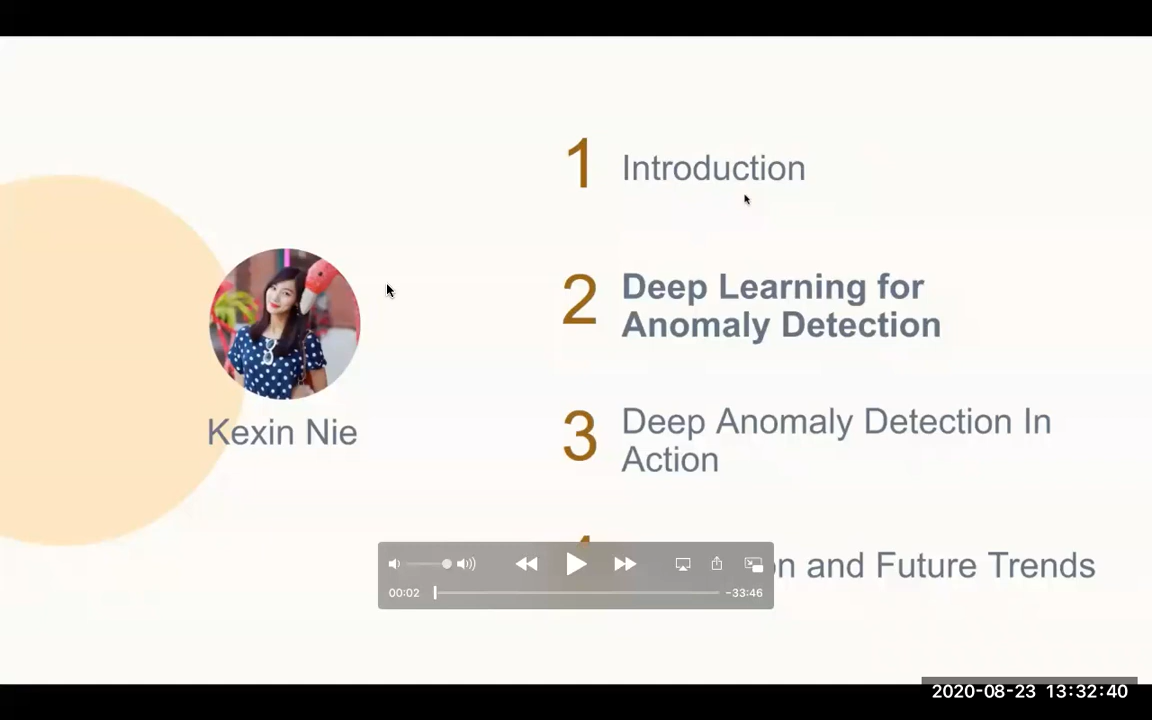 1 Introduction
2 Deep Learning for
Anomaly Detection
Kexin Nie
3 Deep Anomaly Detection In
Action
and Future Trends
00:02
-33:46
2020-08-23 13:32:40